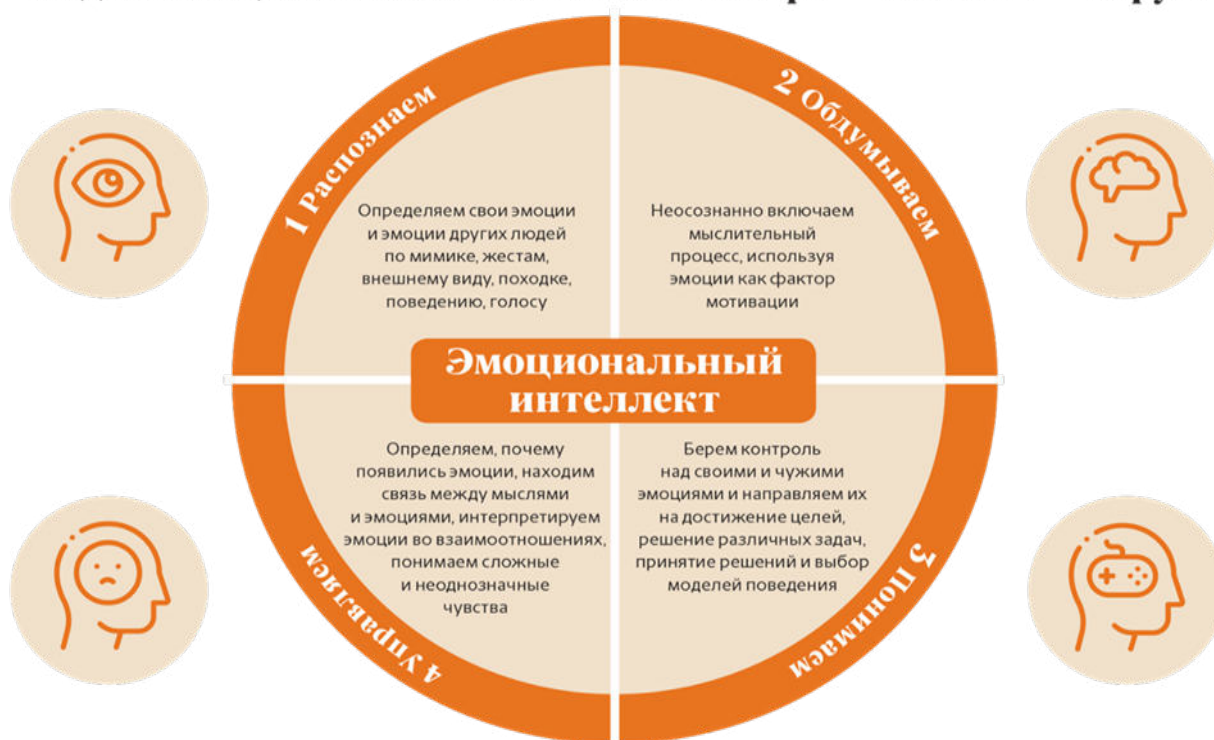 1 Распознаем
Определяем свои эмоции
и эмоции других людей
по мимике, жестам,
внешнему виду, походке,
поведению, голосу
2 Обдумываем
Неосознанно включаем
мыслительный
процесс, используя
эмоции как фактор
мотивации
Эмоциональный
интеллект
Определяем, почему
появились эмоции, находим
связь между мыслями
и эмоциями, интерпретируем
эмоции во взаимоотношениях,
понимаем сложные
и неоднозначные
чувства
4 Управляем
Берем контроль
над своими и чужими
эмоциями и направляем их
на достижение целей,
решение различных задач,
принятие решений и выбор
моделей поведения
3 Понимаем